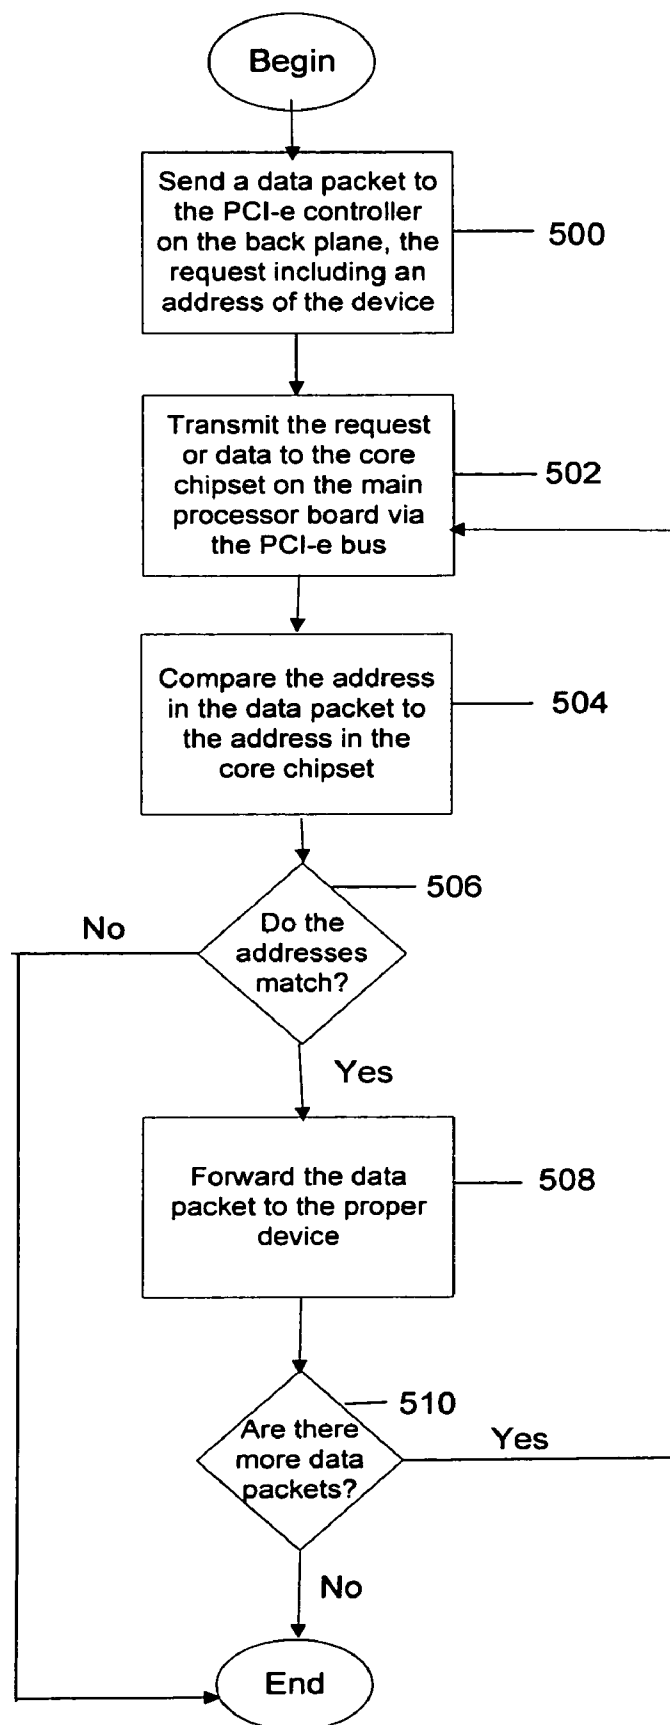 Begin
Send a data packet to
the PCI-e controller
on the back plane, the
request including an
address of the device
500
Transmit the request
or data to the core
chipset on the main
processor board via
the PCI-e bus
502
Compare the address
in the data packet to
the address in the
core chipset
504
506
No
Do the
addresses
match?
Yes
Forward the data
packet to the proper
device
508
510
Are there
more data
packets?
Yes
No
End